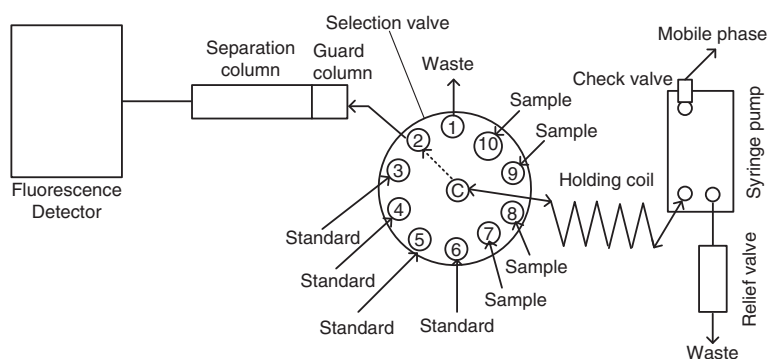 Mobile phase
Selection valve
Separation
column
Guard
column
Waste
Check valve
Sample
Sample
Syringe pump
1
2
10
3
9
C
Holding coil
Fluorescence
Detector
4
8
5
7
6
Standard
Sample
Standard
Sample
Standard
Standard
Relief valve
Waste